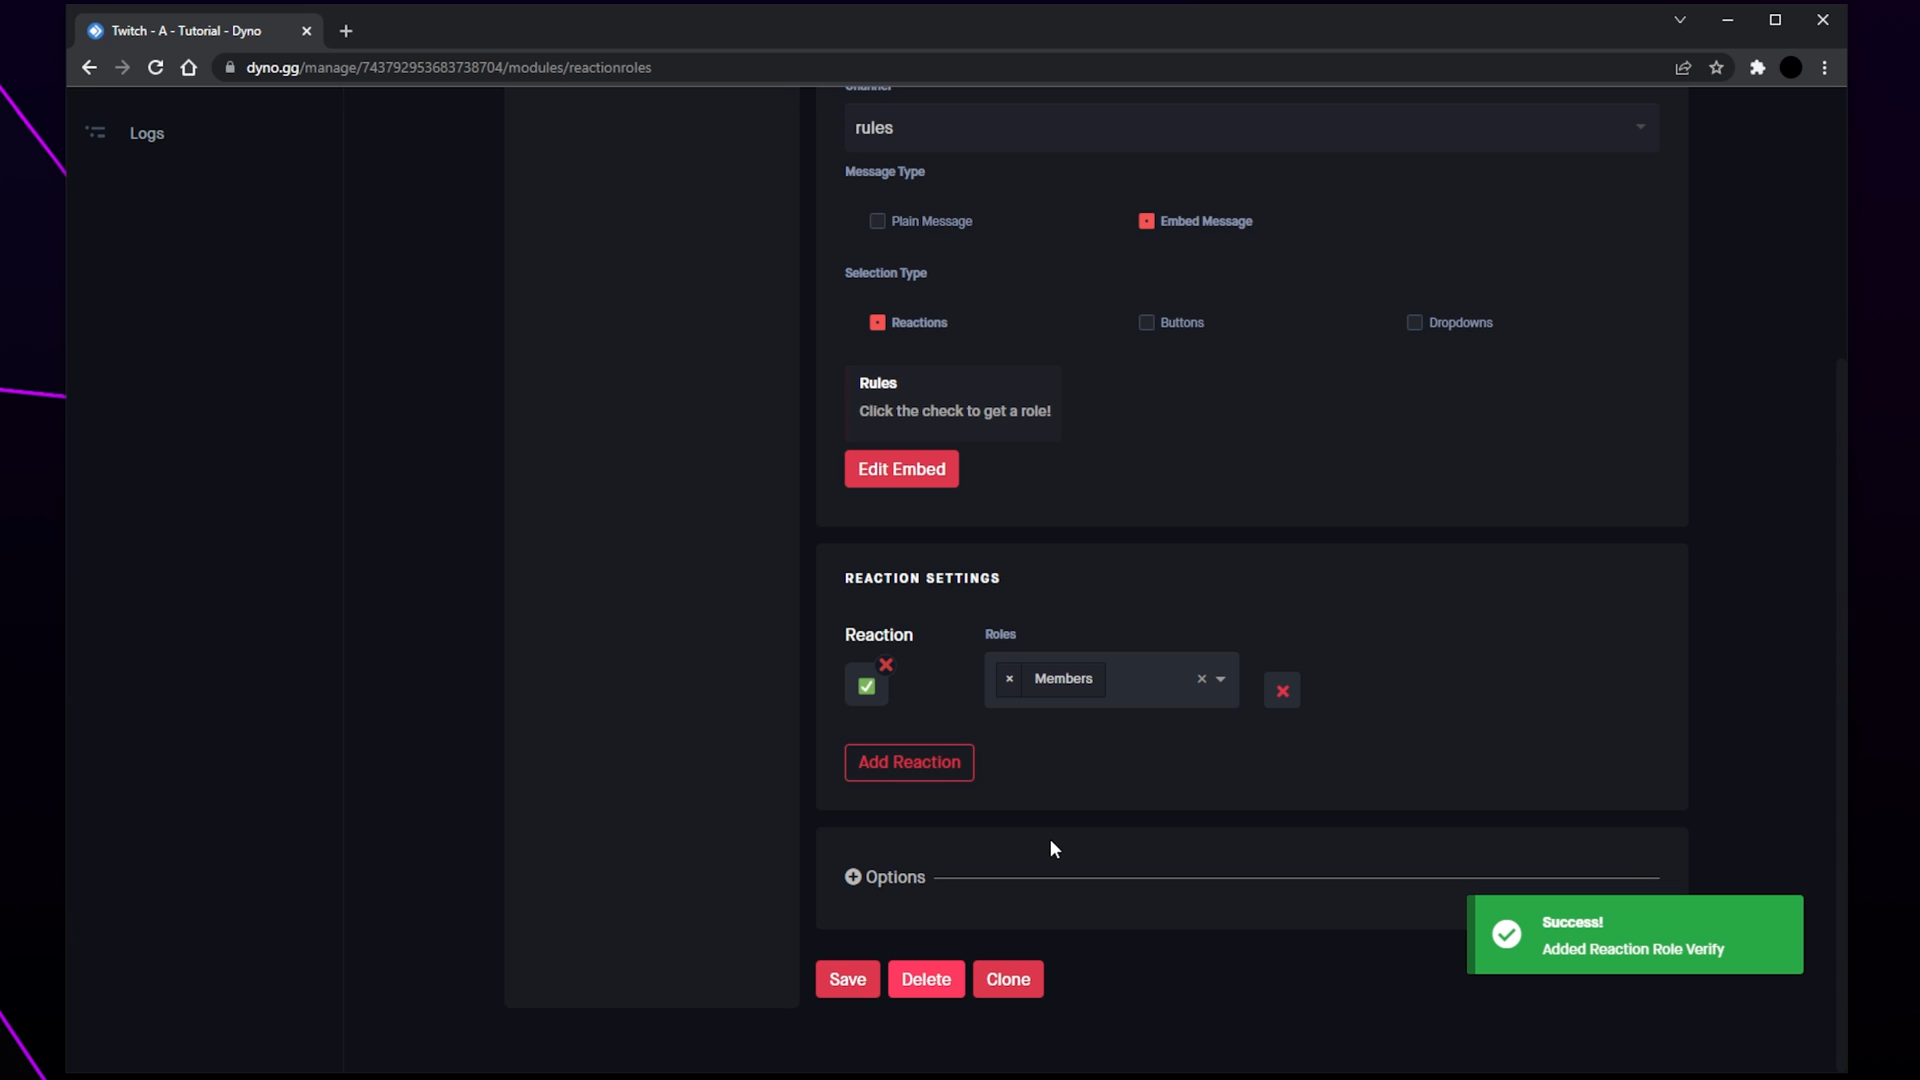 Twitch - A - Tutorial - Dyno
dyno.gg/manage/743792953683738704/modules/reactionroles
Logs
Channel
rules
Message Type
Plain Message
Embed Message
Selection Type
Reactions
Buttons
Dropdowns
Rules
Click the check to get a role!
Edit Embed
REACTION SETTINGS
Reaction
Roles
Members
Add Reaction
Options
Success!
Added Reaction Role Verify
Save
Delete
Clone